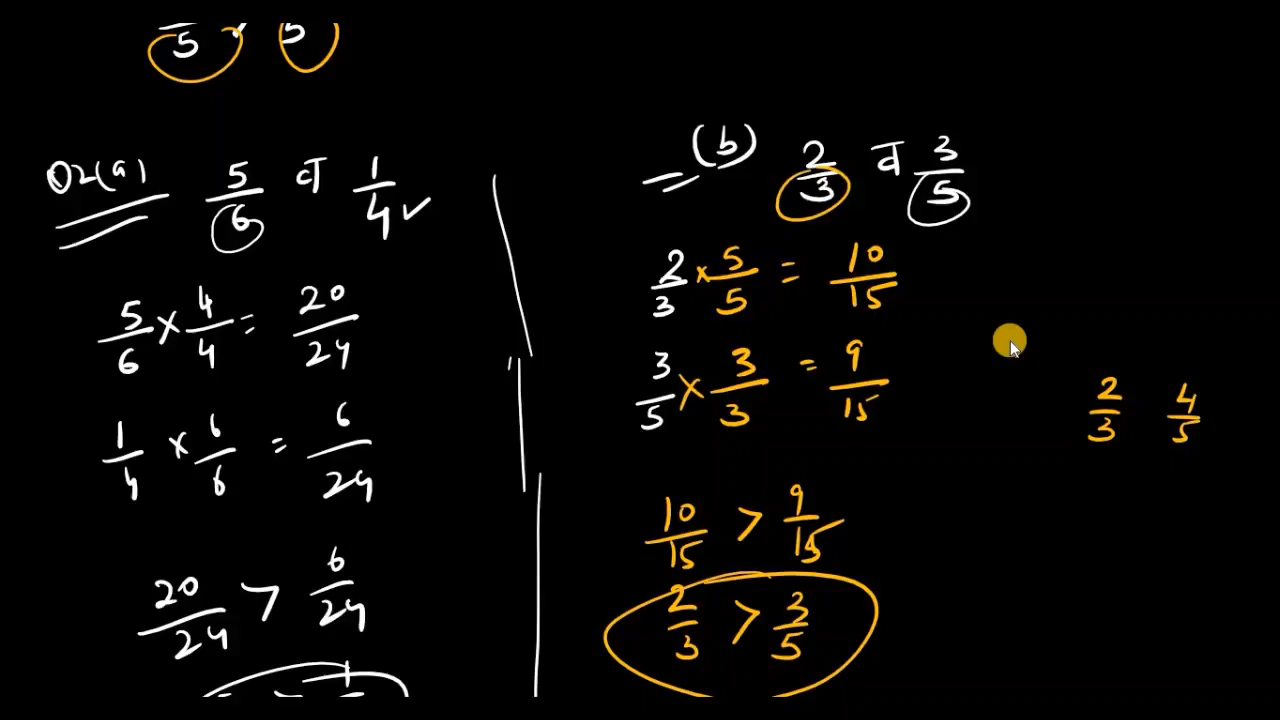 5 , 5
Q2(a) 5/6 व 1/4 ✓
5/6 × 4/4 = 20/24
1/4 × 6/6 = 6/24
20/24 > 6/24
(b) 2/3 व 3/5
2/3 × 5/5 = 10/15
3/5 × 3/3 = 9/15
10/15 > 9/15
2/3 > 3/5
2/3 4/5